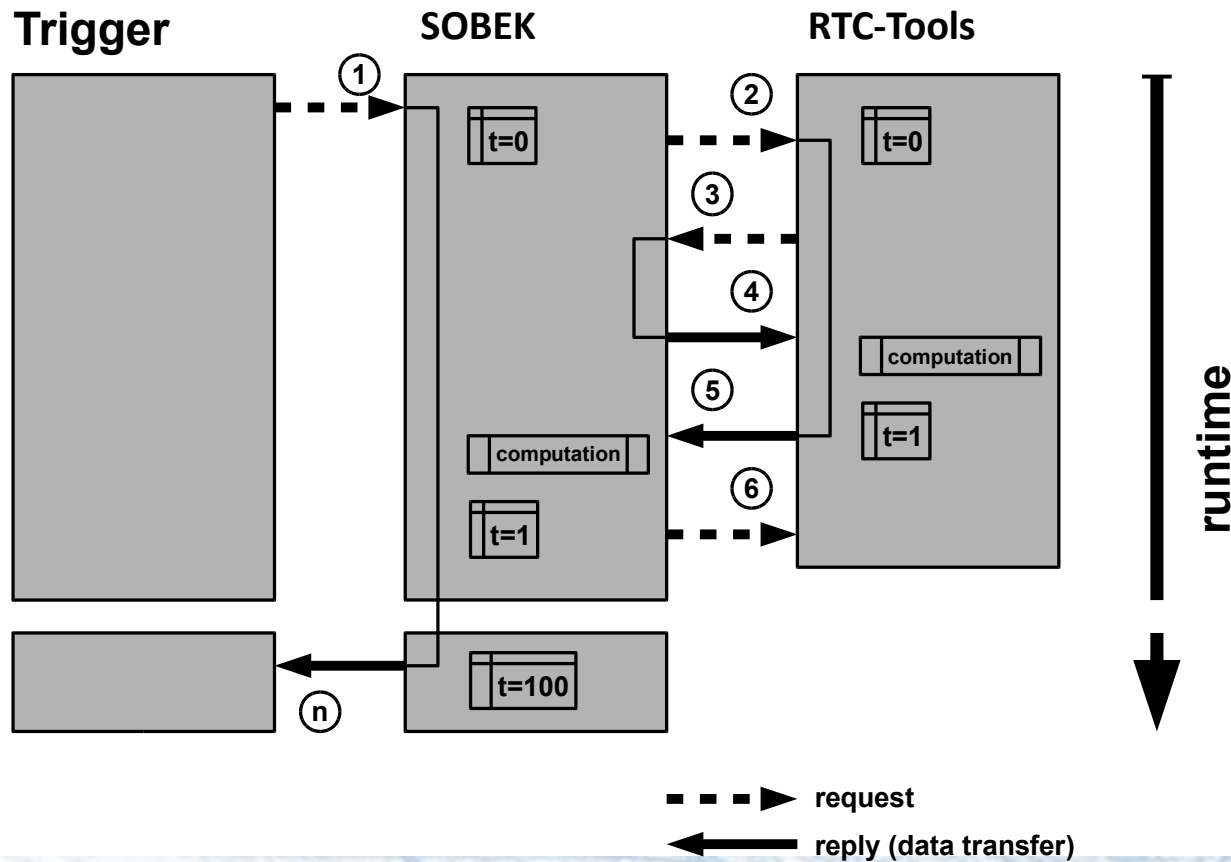 Trigger
SOBEK
RTC-Tools
1
2
t=0
t=0
3
4
computation
5
t=1
computation
6
t=1
runtime
t=100
n
request
reply (data transfer)